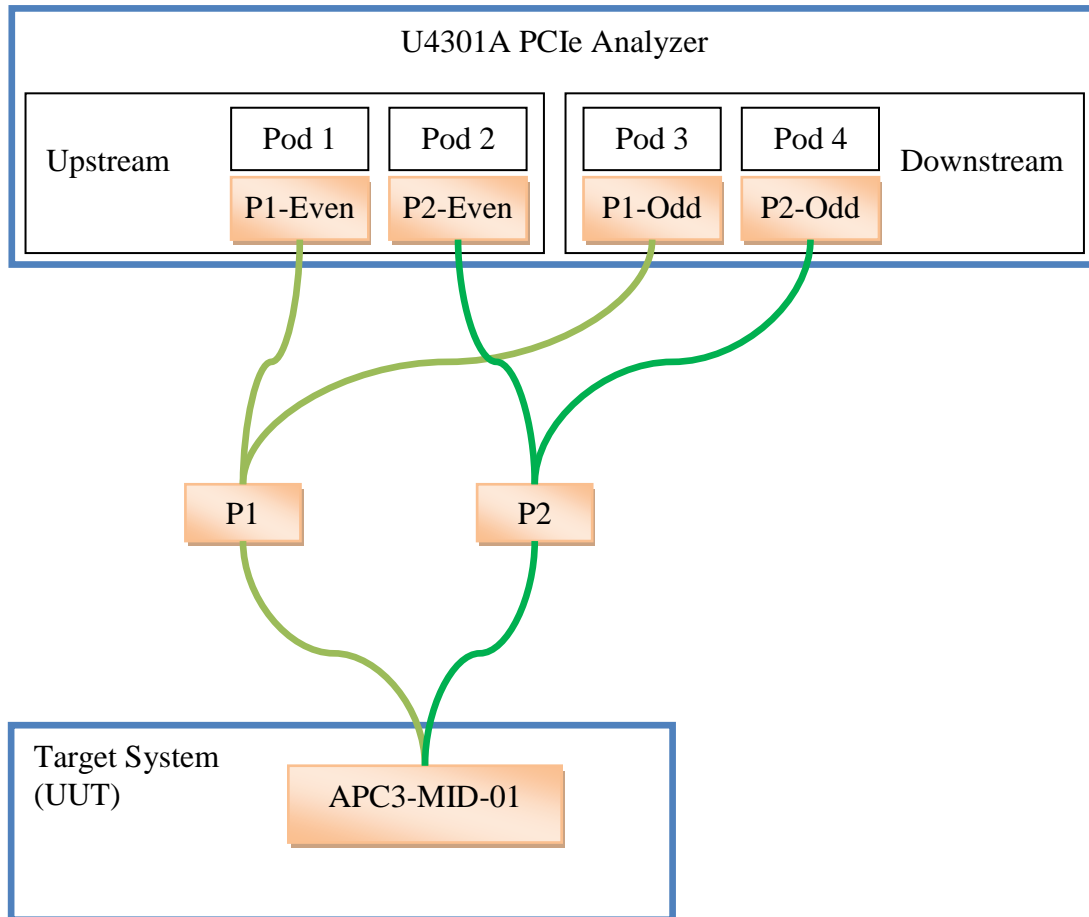 U4301A PCIe Analyzer
Upstream
Pod 1
Pod 2
Pod 3
Pod 4
Downstream
P1-Even
P2-Even
P1-Odd
P2-Odd
P1
P2
Target System
(UUT)
APC3-MID-01